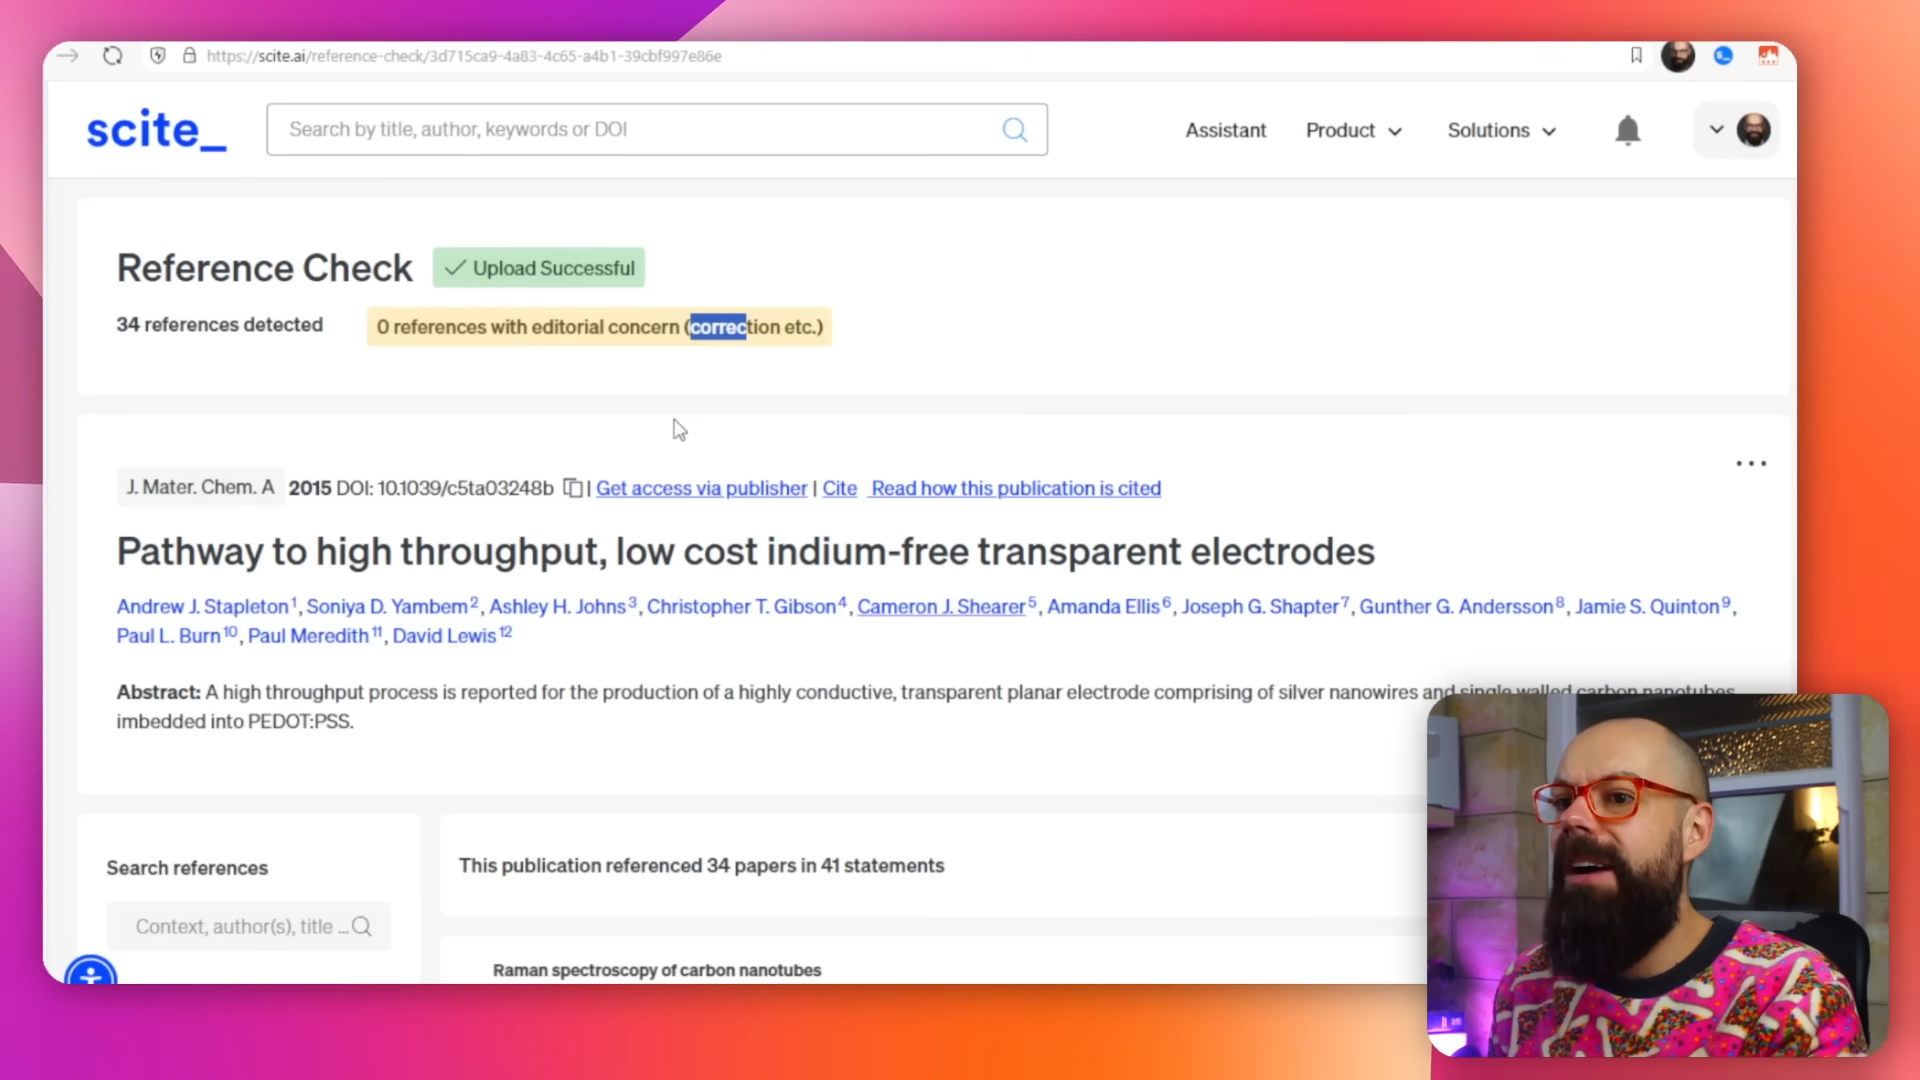 https://scite.ai/reference-check/3d715ca9-4a83-4c65-a4b1-39cbf997e86e
scite_
Search by title, author, keywords or DOI
Assistant
Product
Solutions
Reference Check
Upload Successful
34 references detected
0 references with editorial concern (correction etc.)
J. Mater. Chem. A 2015 DOI: 10.1039/c5ta03248b | Get access via publisher | Cite Read how this publication is cited
Pathway to high throughput, low cost indium-free transparent electrodes
Andrew J. Stapleton 1, Soniya D. Yambem 2, Ashley H. Johns 3, Christopher T. Gibson 4, Cameron J. Shearer 5, Amanda Ellis 6, Joseph G. Shapter 7, Gunther G. Andersson 8, Jamie S. Quinton 9,
Paul L. Burn 10, Paul Meredith 11, David Lewis 12
Abstract: A high throughput process is reported for the production of a highly conductive, transparent planar electrode comprising of silver nanowires and single walled carbon nanotubes
imbedded into PEDOT:PSS.
Search references
Context, author(s), title ...
This publication referenced 34 papers in 41 statements
Raman spectroscopy of carbon nanotubes